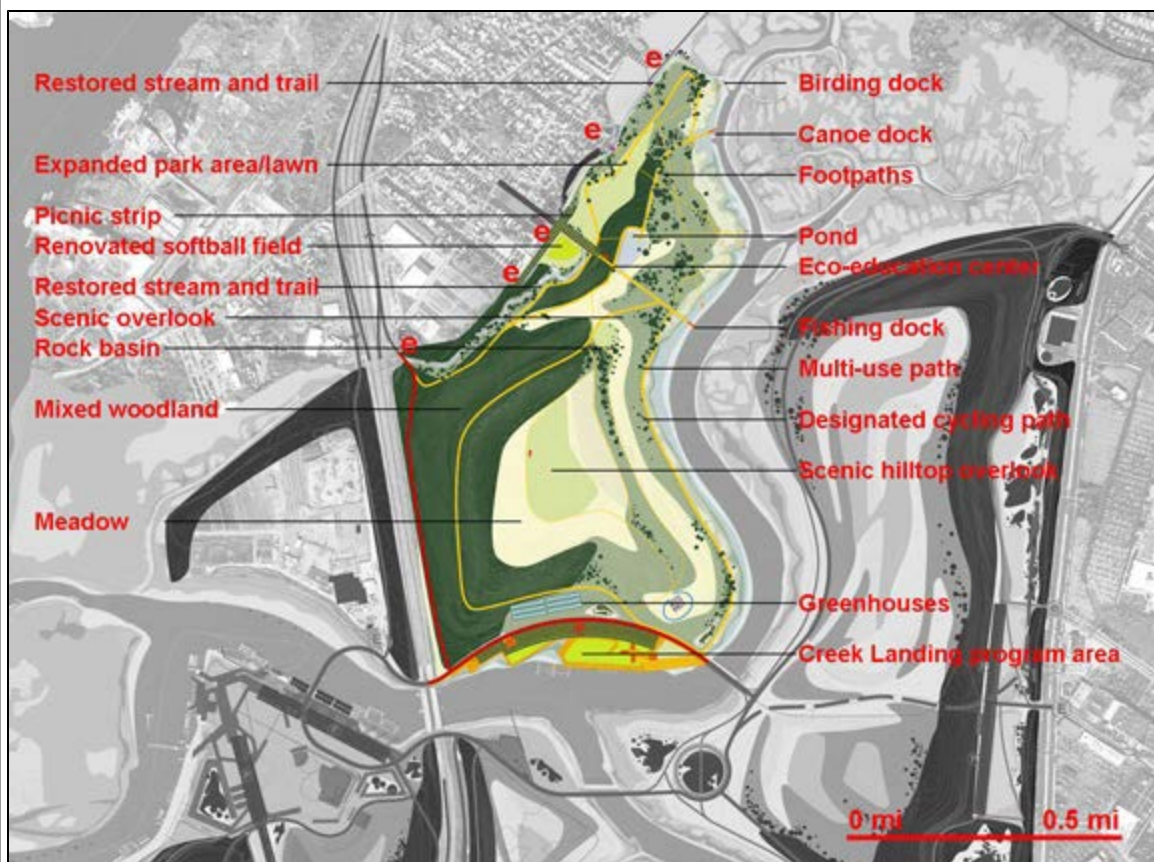 Restored stream and trail
Expanded park area/lawn
Picnic strip
Renovated softball field
Restored stream and trail
Scenic overlook
Rock basin
Mixed woodland
Meadow
e
e
e
e
e
Birding dock
Canoe dock
Footpaths
Pond
Eco-education center
Fishing dock
Multi-use path
Designated cycling path
Scenic hilltop overlook
Greenhouses
Creek Landing program area
0 mi 0.5 mi